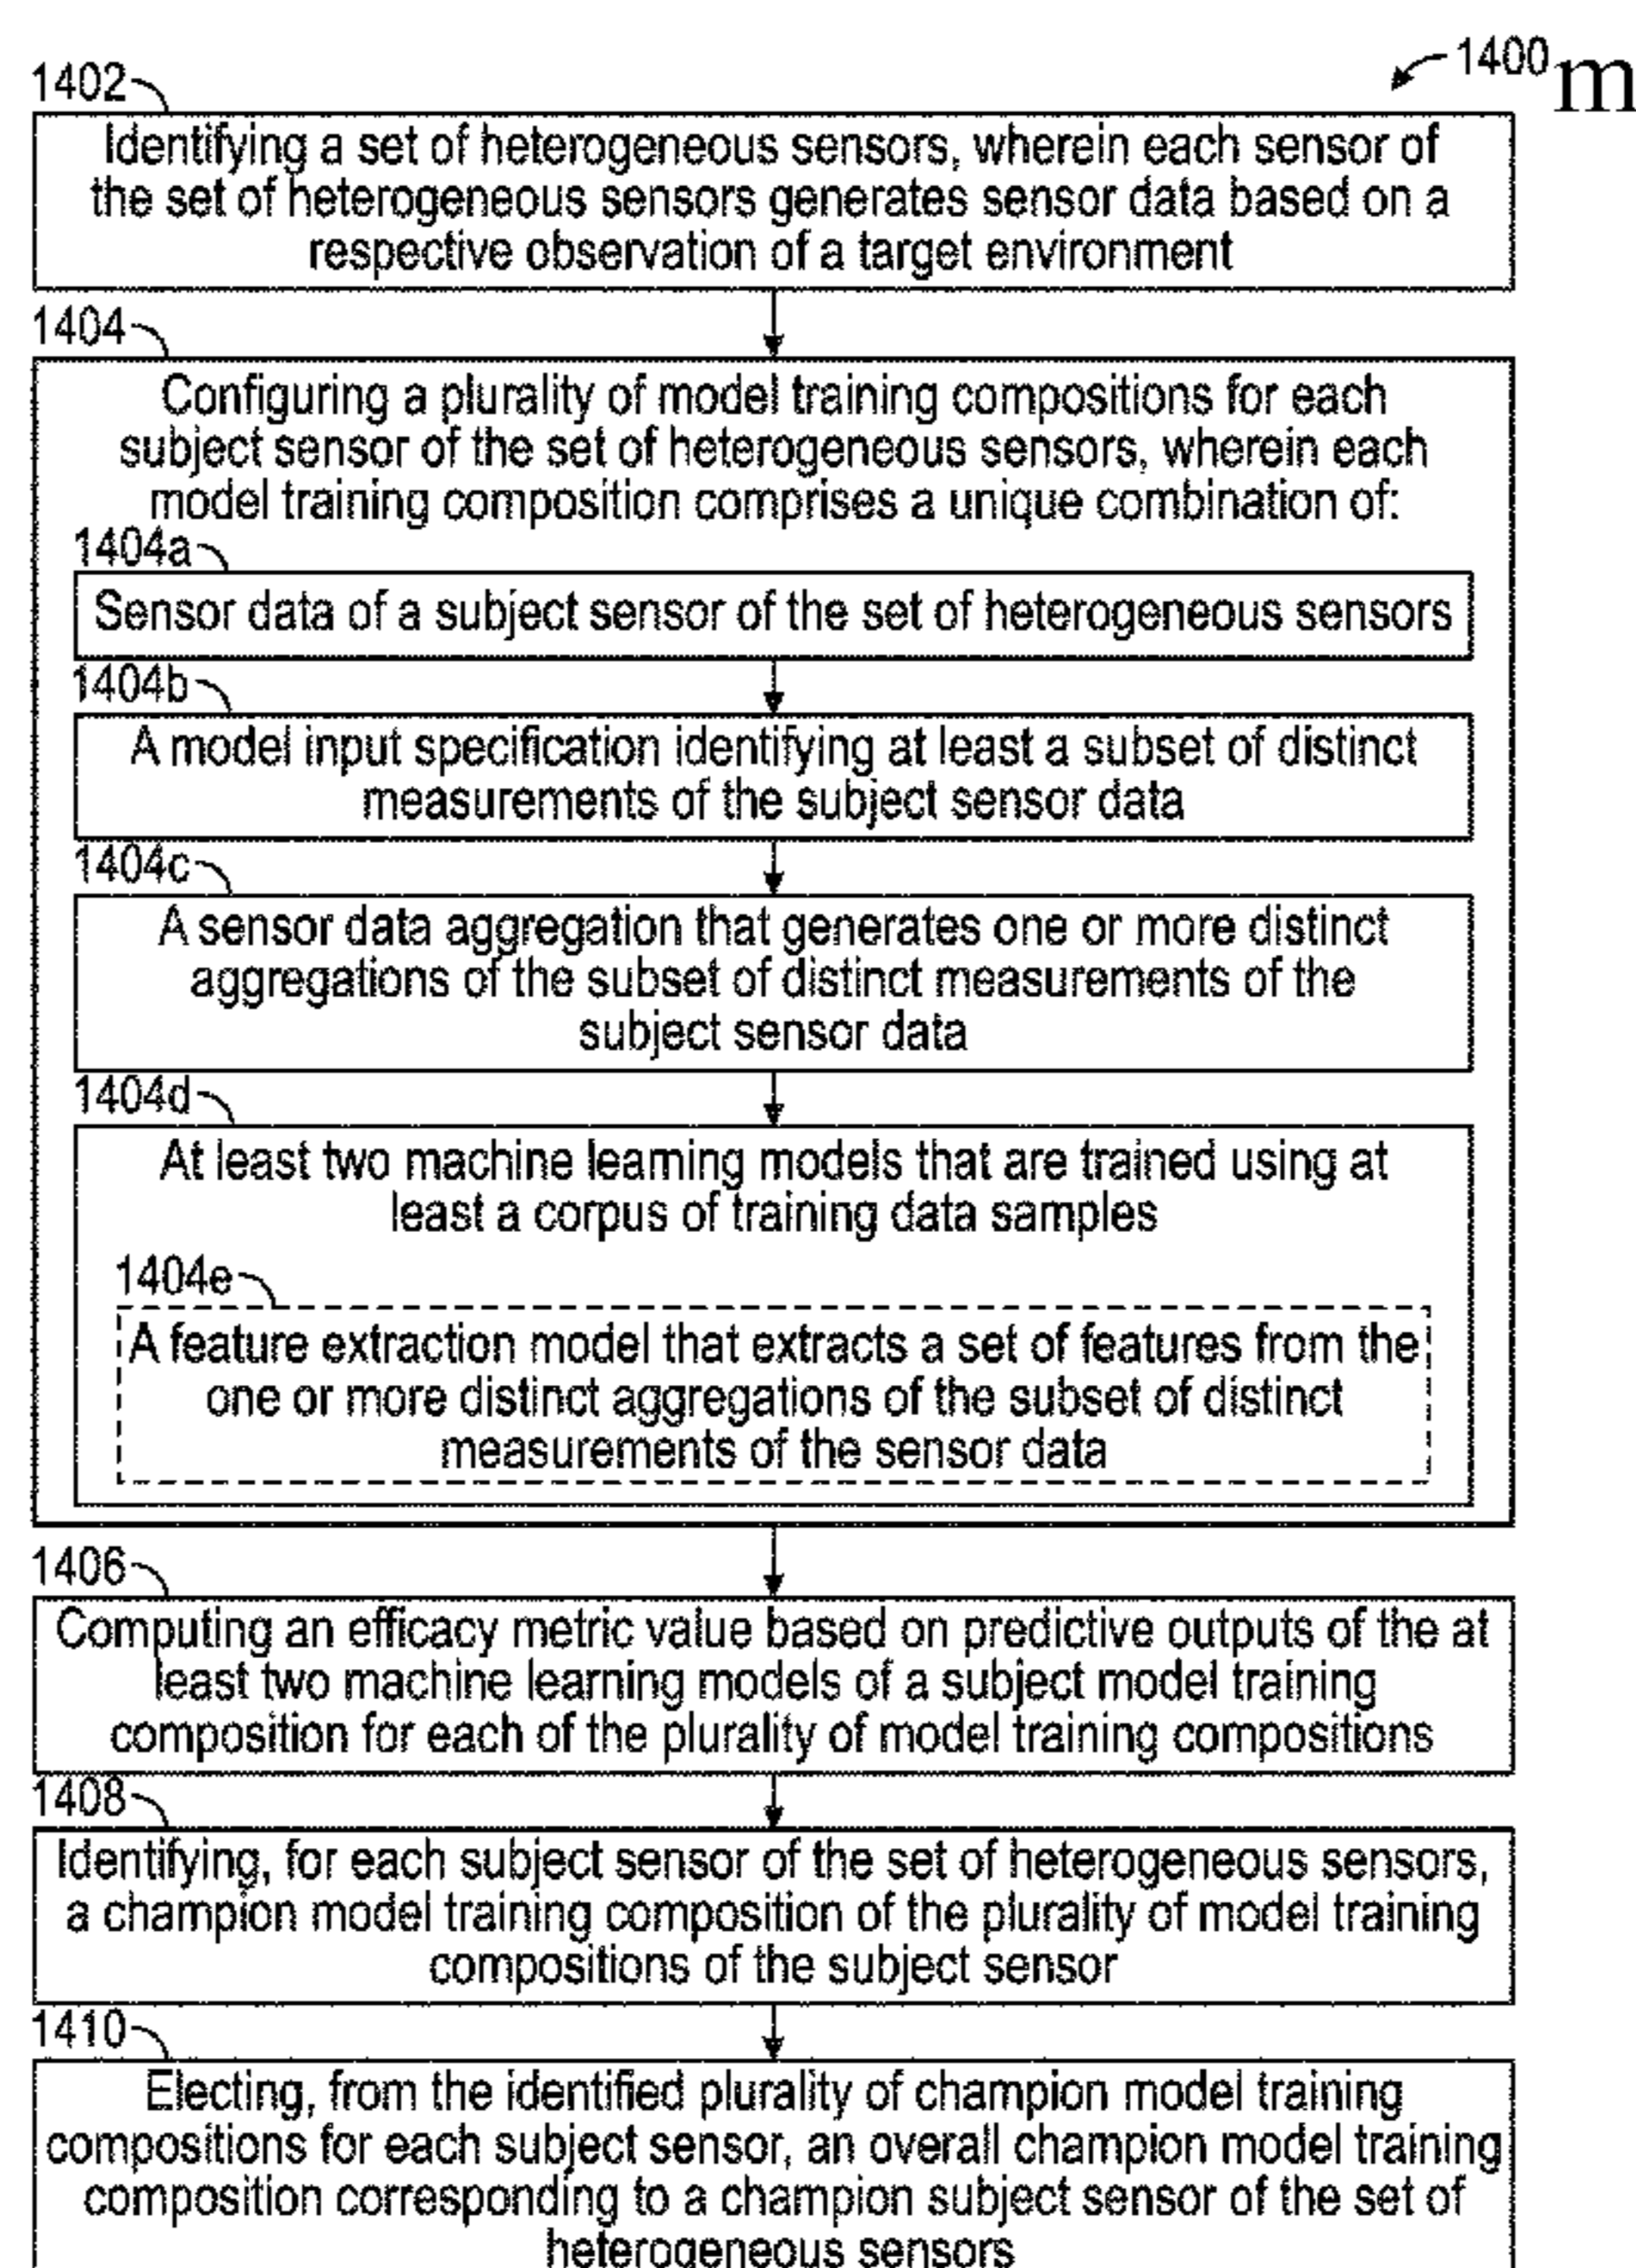 1400 m
1402
Identifying a set of heterogeneous sensors, wherein each sensor of
the set of heterogeneous sensors generates sensor data based on a
respective observation of a target environment
1404
Configuring a plurality of model training compositions for each
subject sensor of the set of heterogeneous sensors, wherein each
model training composition comprises a unique combination of:
1404a
Sensor data of a subject sensor of the set of heterogeneous sensors
1404b
A model input specification identifying at least a subset of distinct
measurements of the subject sensor data
1404c
A sensor data aggregation that generates one or more distinct
aggregations of the subset of distinct measurements of the
subject sensor data
1404d
At least two machine learning models that are trained using at
least a corpus of training data samples
1404e
A feature extraction model that extracts a set of features from the
one or more distinct aggregations of the subset of distinct
measurements of the sensor data
1406
Computing an efficacy metric value based on predictive outputs of the at
least two machine learning models of a subject model training
composition for each of the plurality of model training compositions
1408
Identifying, for each subject sensor of the set of heterogeneous sensors,
a champion model training composition of the plurality of model training
compositions of the subject sensor
1410
Electing, from the identified plurality of champion model training
compositions for each subject sensor, an overall champion model training
composition corresponding to a champion subject sensor of the set of
heterogeneous sensors